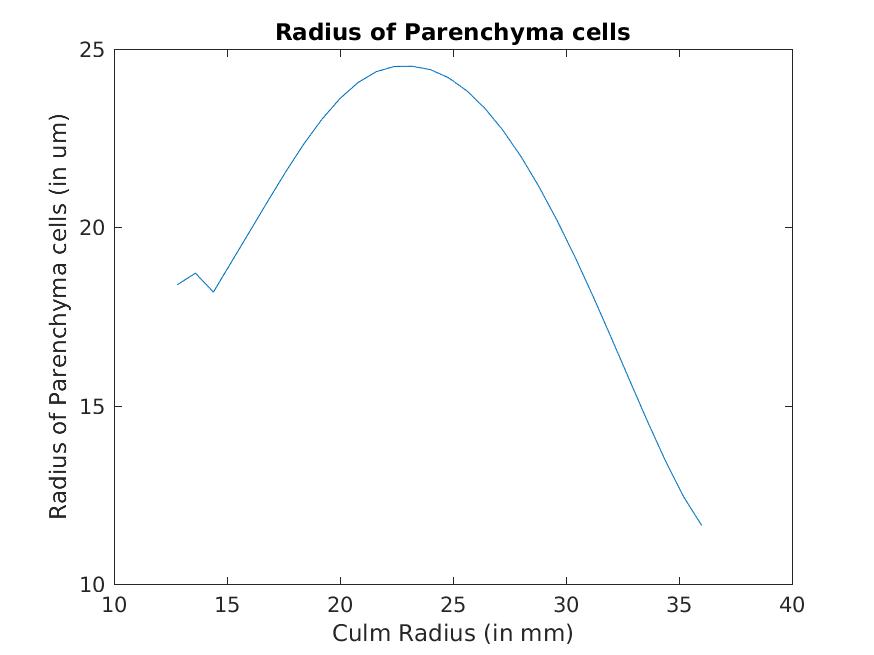 Radius of Parenchyma cells
25
20
15
10
10 15 20 25 30 35 40
Radius of Parenchyma cells (in um)
Culm Radius (in mm)